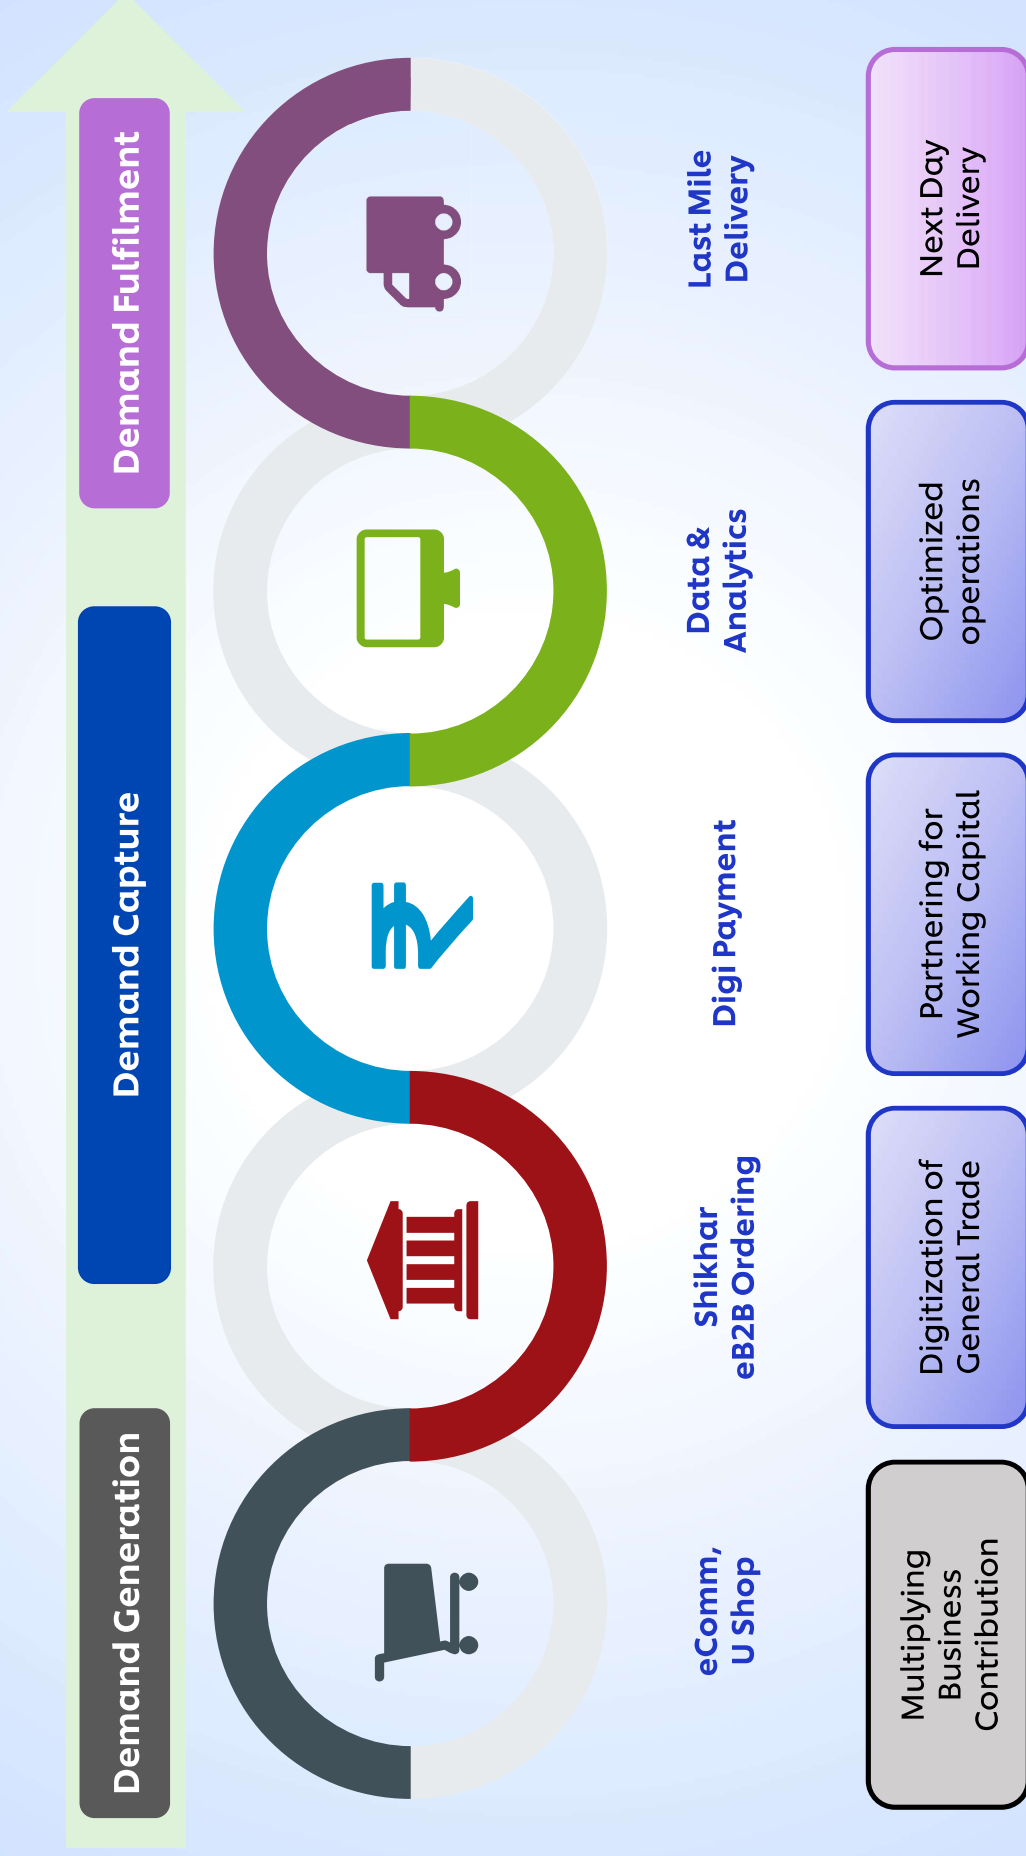 Demand Generation
Demand Capture
Demand Fulfilment
eComm,
U Shop
Shikhar
eB2B Ordering
Digi Payment
Data &
Analytics
Last Mile
Delivery
Multiplying
Business
Contribution
Digitization of
General Trade
Partnering for
Working Capital
Optimized
operations
Next Day
Delivery